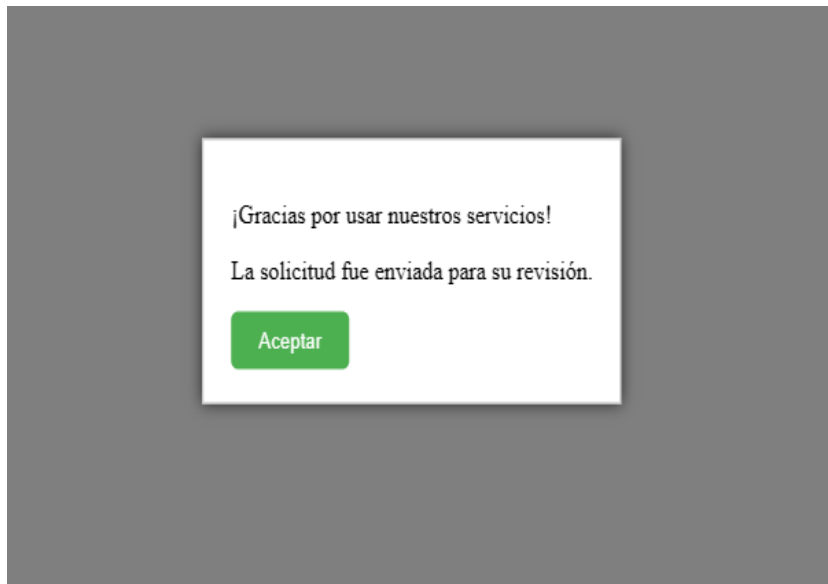 ¡Gracias por usar nuestros servicios!
La solicitud fue enviada para su revisión.
Aceptar